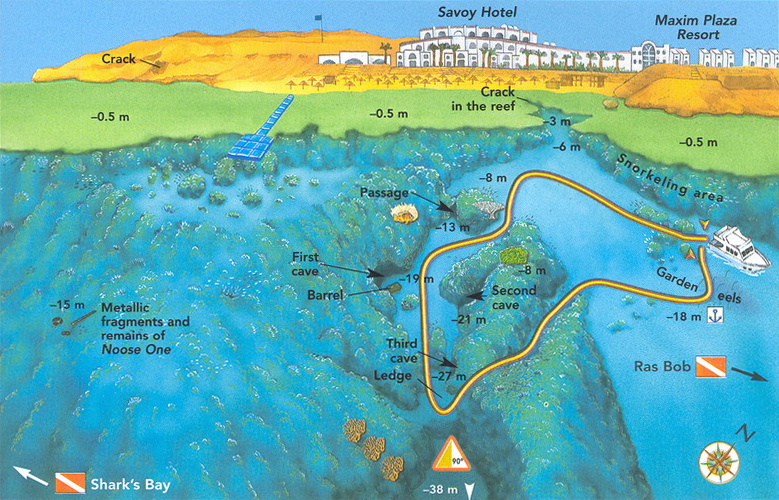 Savoy Hotel
Maxim Plaza
Resort
Crack
Crack
in the reef
–0.5 m
–0.5 m
–3 m
–0.5 m
–6 m
Snorkeling area
–8 m
Passage
–13 m
First
cave
–19 m
Barrel
–8 m
Second
cave
–21 m
Garden eels
–18 m
–15 m
Metallic
fragments and
remains of
Noose One
Third
cave
–27 m
Ledge
Ras Bob
N
90°
–38 m
Shark's Bay